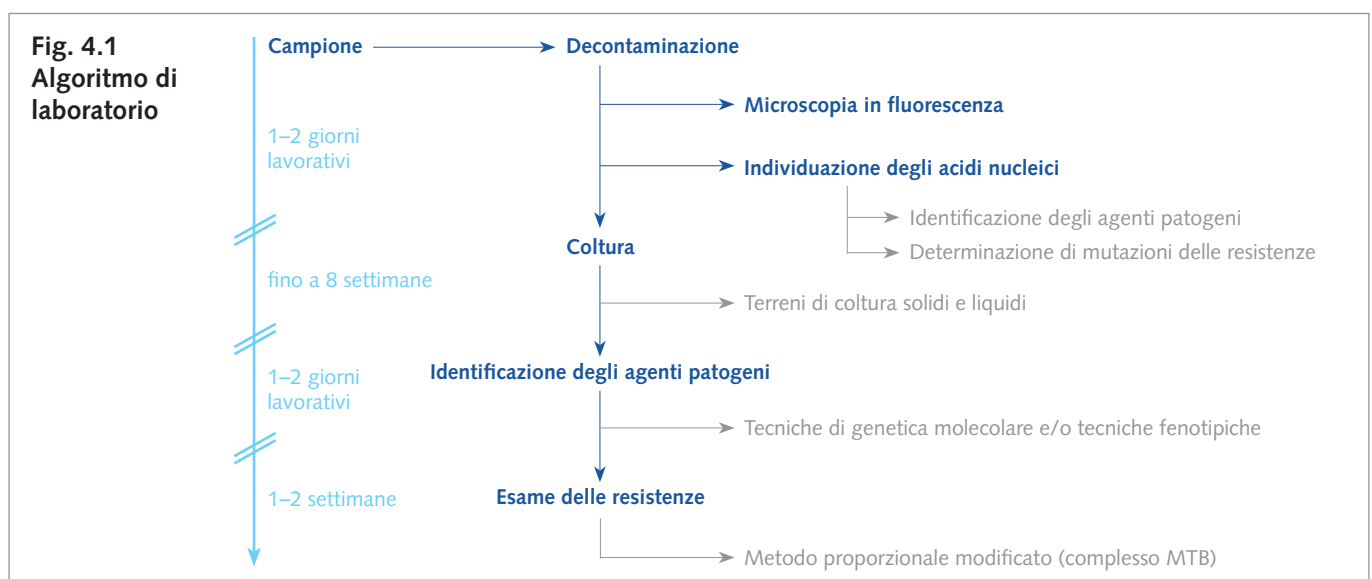 Fig. 4.1
Algoritmo di
laboratorio
Campione
Decontaminazione
Microscopia in fluorescenza
1–2 giorni
lavorativi
Individuazione degli acidi nucleici
Identificazione degli agenti patogeni
Determinazione di mutazioni delle resistenze
Coltura
fino a 8 settimane
Terreni di coltura solidi e liquidi
Identificazione degli agenti patogeni
1–2 giorni
lavorativi
Tecniche di genetica molecolare e/o tecniche fenotipiche
Esame delle resistenze
1–2 settimane
Metodo proporzionale modificato (complesso MTB)